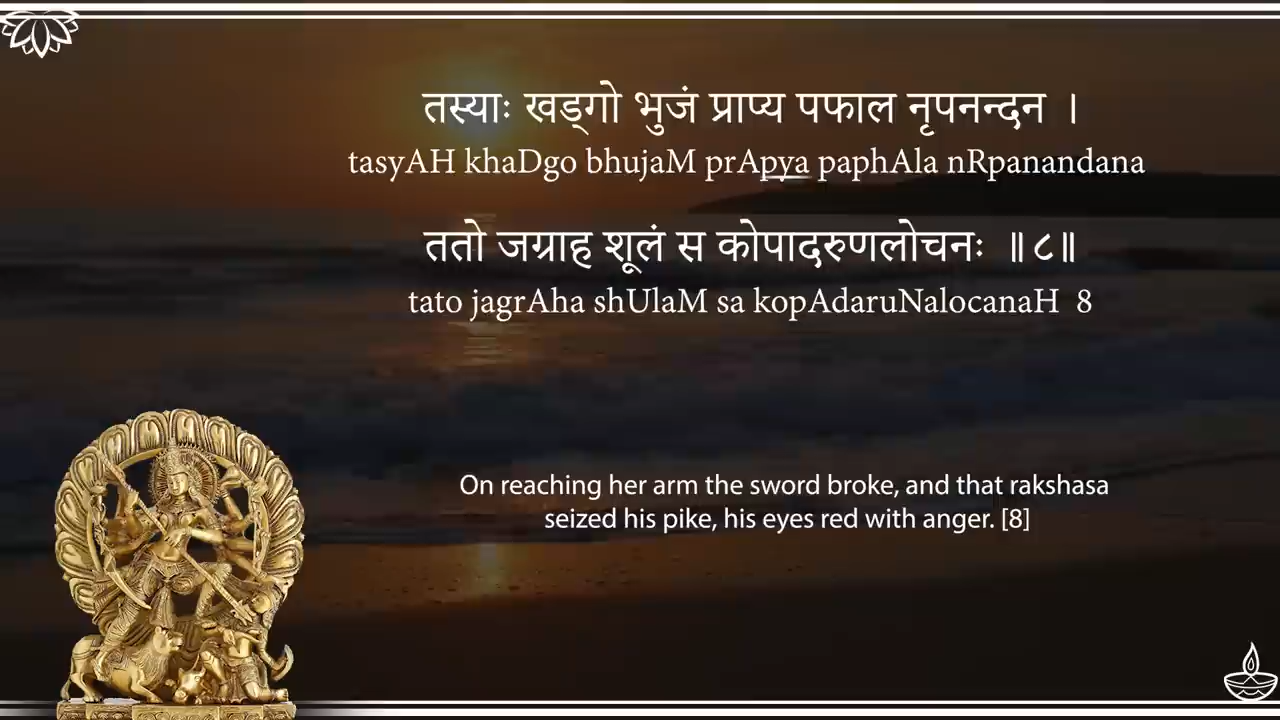 तस्याः खड्गो भुजं प्राप्य पफाल नृपनन्दन ।
tasyAH khaDgo bhujaM prApya paphAla nRpanandana
ततो जग्राह शूलं स कोपादरुणलोचनः ॥८॥
tato jagrAha shUlaM sa kopAdaruNalocanaH 8
On reaching her arm the sword broke, and that rakshasa
seized his pike, his eyes red with anger. [8]